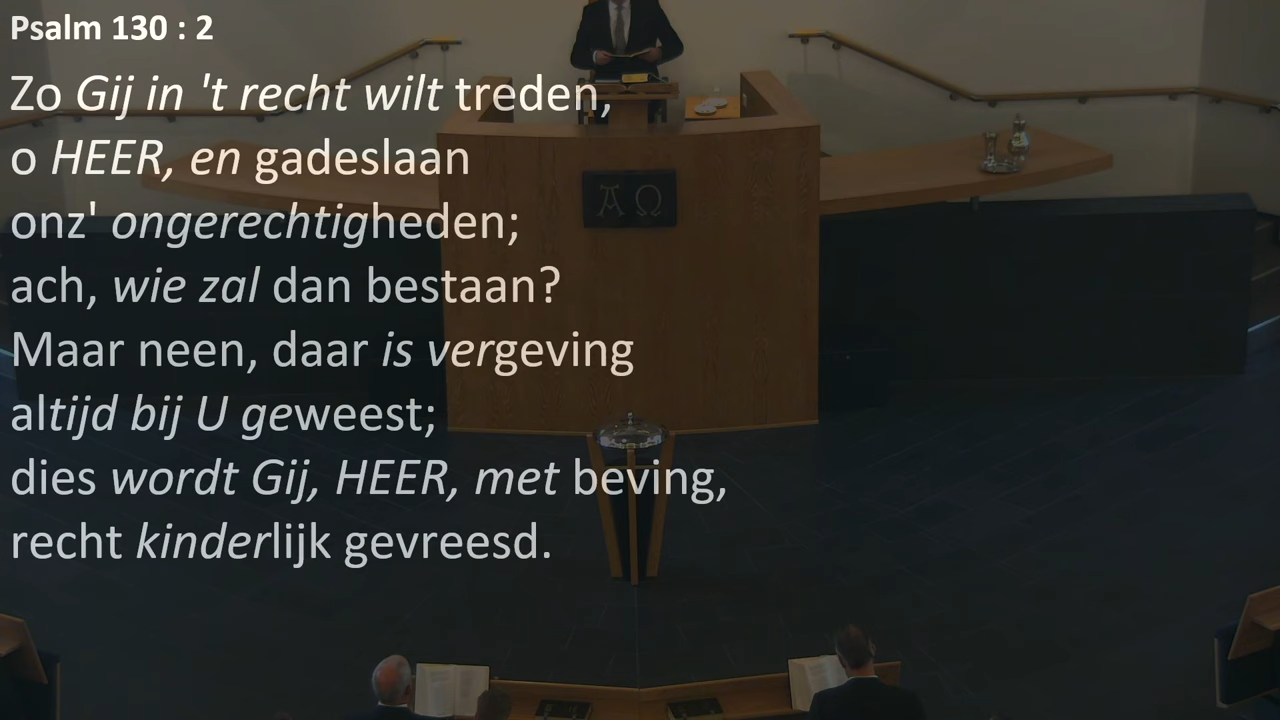 Psalm 130 : 2
Zo Gij in 't recht wilt treden,
o HEER, en gadeslaan
onz' ongerechtigheden;
ach, wie zal dan bestaan?
Maar neen, daar is vergeving
altijd bij U geweest;
dies wordt Gij, HEER, met beving,
recht kinderlijk gevreesd.
Α Ω